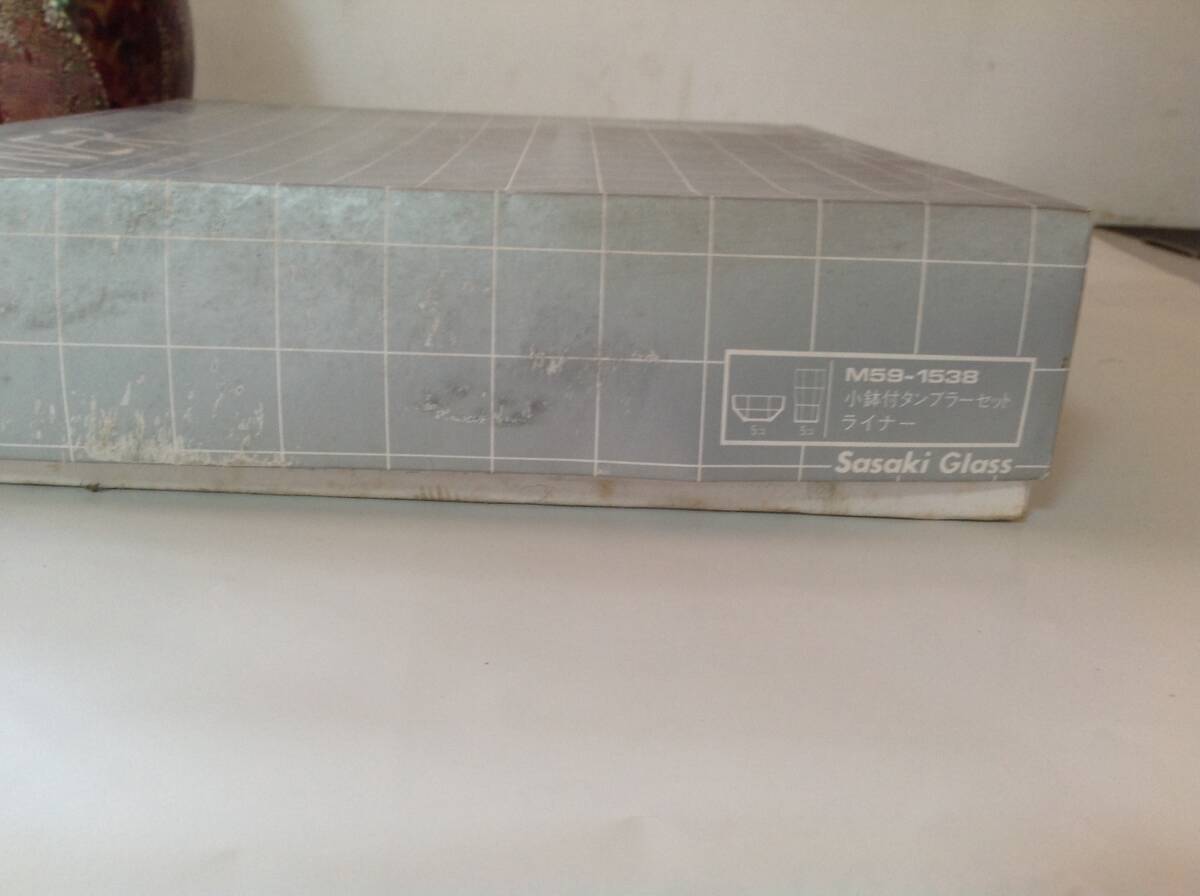 M59-1538
小鉢付タンブラーセット
ライナー
5コ
5コ
Sasaki Glass